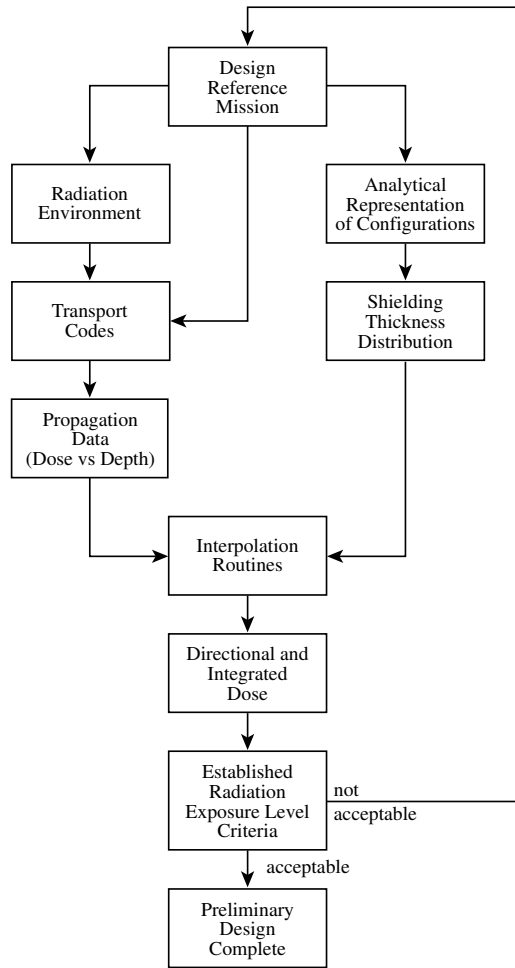 Design
Reference
Mission
Radiation
Environment
Analytical
Representation
of Configurations
Transport
Codes
Shielding
Thickness
Distribution
Propagation
Data
(Dose vs Depth)
Interpolation
Routines
Directional and
Integrated
Dose
Established
Radiation
Exposure Level
Criteria
not
acceptable
acceptable
Preliminary
Design
Complete